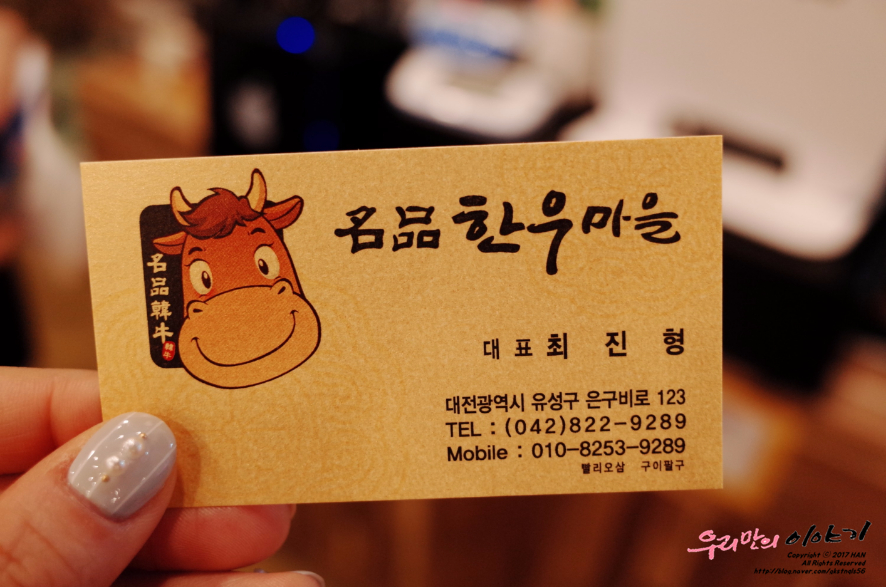 名品韓牛
韓牛
名品 한우마을
대표 최 진 형
대전광역시 유성구 은구비로 123
TEL : (042)822-9289
Mobile : 010-8253-9289
빨리오삼 구이팔구
우리만의 이야기
Copyright ⓒ 2017 HAN
All Rights Reserved